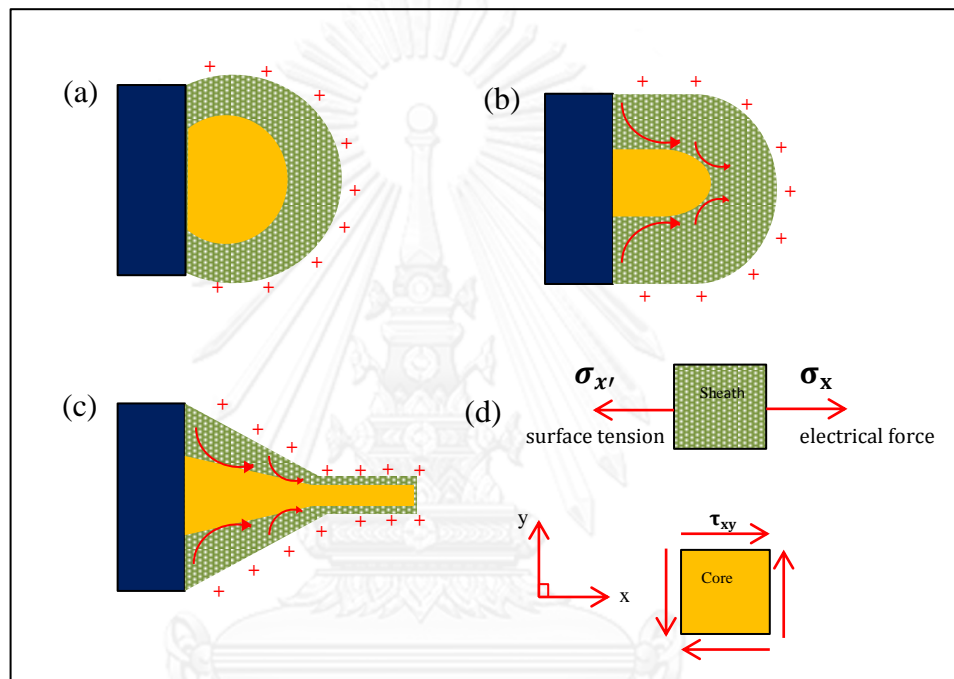 (a)
(b)
(c)
(d)
σx′
σx
Sheath
surface tension
electrical force
τxy
y
x
Core